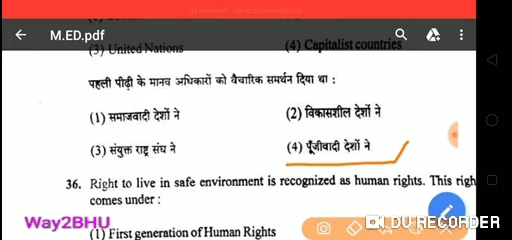 M.ED.pdf
(3) United Nations (4) Capitalist countries
पहली पीढ़ी के मानव अधिकारों को वैचारिक समर्थन दिया था :
(1) समाजवादी देशों ने (2) विकासशील देशों ने
(3) संयुक्त राष्ट्र संघ ने (4) पूँजीवादी देशों ने
36. Right to live in safe environment is recognized as human rights. This righ
comes under :
Way2BHU
DU RECORDER
(1) First generation of Human Rights